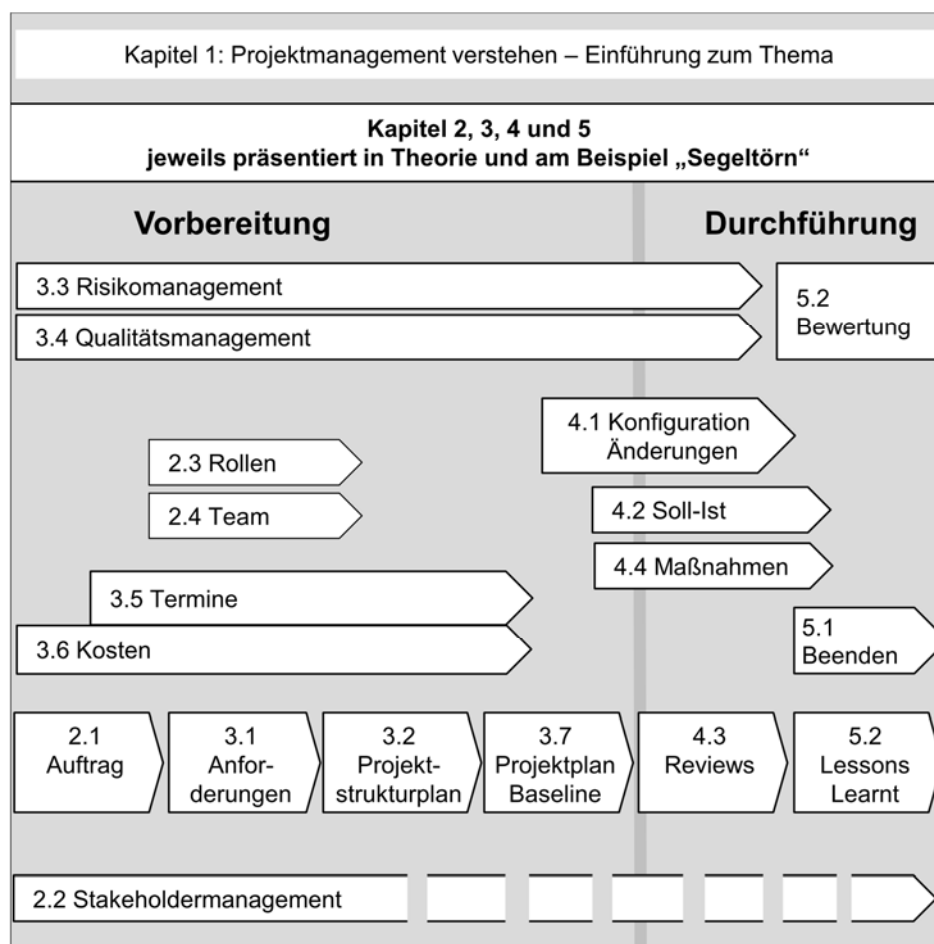 Kapitel 1: Projektmanagement verstehen – Einführung zum Thema
Kapitel 2, 3, 4 und 5
jeweils präsentiert in Theorie und am Beispiel „Segeltörn“
Vorbereitung
Durchführung
3.3 Risikomanagement
3.4 Qualitätsmanagement
5.2
Bewertung
4.1 Konfiguration
Änderungen
2.3 Rollen
2.4 Team
4.2 Soll-Ist
4.4 Maßnahmen
3.5 Termine
3.6 Kosten
5.1
Beenden
2.1
Auftrag
3.1
Anfor-
derungen
3.2
Projekt-
strukturplan
3.7
Projektplan
Baseline
4.3
Reviews
5.2
Lessons
Learnt
2.2 Stakeholdermanagement